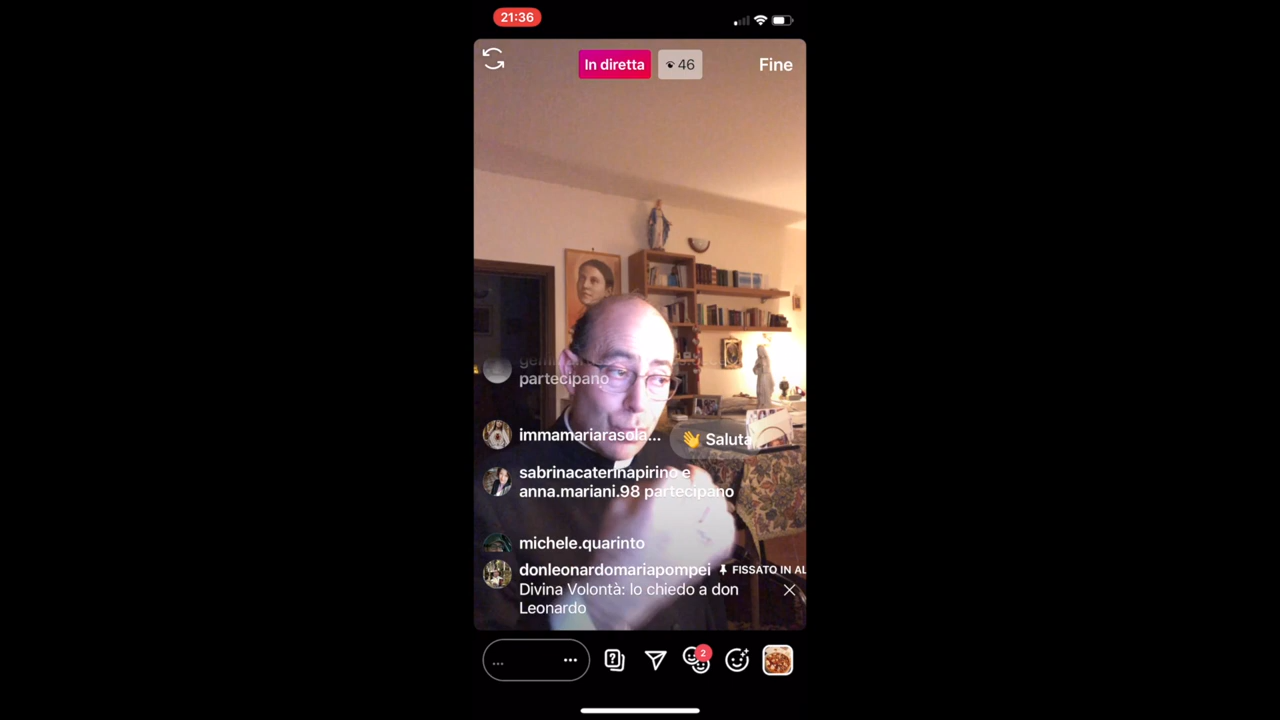 21:36
In diretta
46
Fine
partecipano
immamariarasola...
👋 Saluta
sabrinacaterinapirino e
anna.mariani.98 partecipano
michele.quarinto
donleonardomariapompei FISSATO IN AL
Divina Volontà: lo chiedo a don
Leonardo
...
2